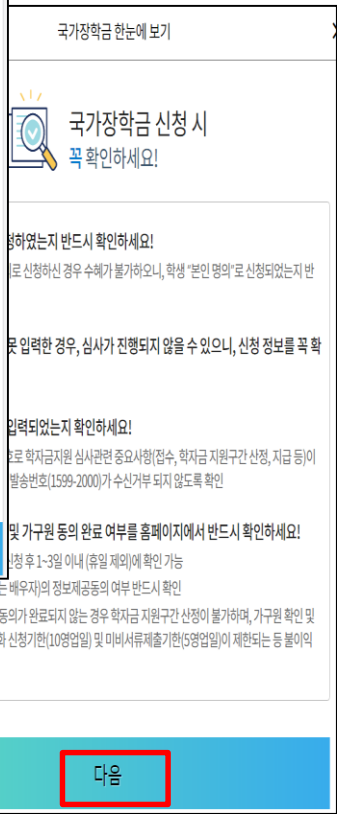 국가장학금 한눈에 보기
국가장학금 신청 시
꼭 확인하세요!
청하였는지 반드시 확인하세요!
로 신청하신 경우 수혜가 불가하오니, 학생 "본인 명의"로 신청되었는지 반
못 입력한 경우, 심사가 진행되지 않을 수 있으니, 신청 정보를 꼭 확
입력되었는지 확인하세요!
호로 학자금지원 심사관련 중요사항(접수, 학자금 지원구간 산정, 지급 등)이
발송번호(1599-2000)가 수신거부 되지 않도록 확인
및 가구원 동의 완료 여부를 홈페이지에서 반드시 확인하세요!
신청 후 1~3일 이내 (휴일 제외)에 확인 가능
는 배우자)의 정보제공동의 여부 반드시 확인
동의가 완료되지 않는 경우 학자금 지원구간 산정이 불가하며, 가구원 확인 및
화 신청기한(10영업일) 및 미비서류제출기한(5영업일)이 제한되는 등 불이익
다음